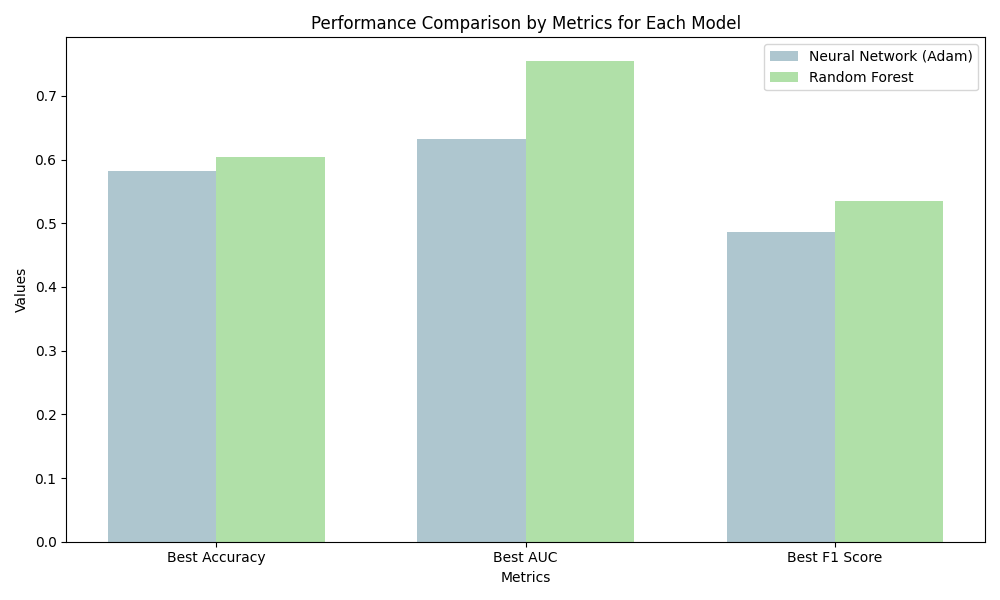 Performance Comparison by Metrics for Each Model
Neural Network (Adam)
Random Forest
Values
0.7
0.6
0.5
0.4
0.3
0.2
0.1
0.0
Best Accuracy
Best AUC
Best F1 Score
Metrics